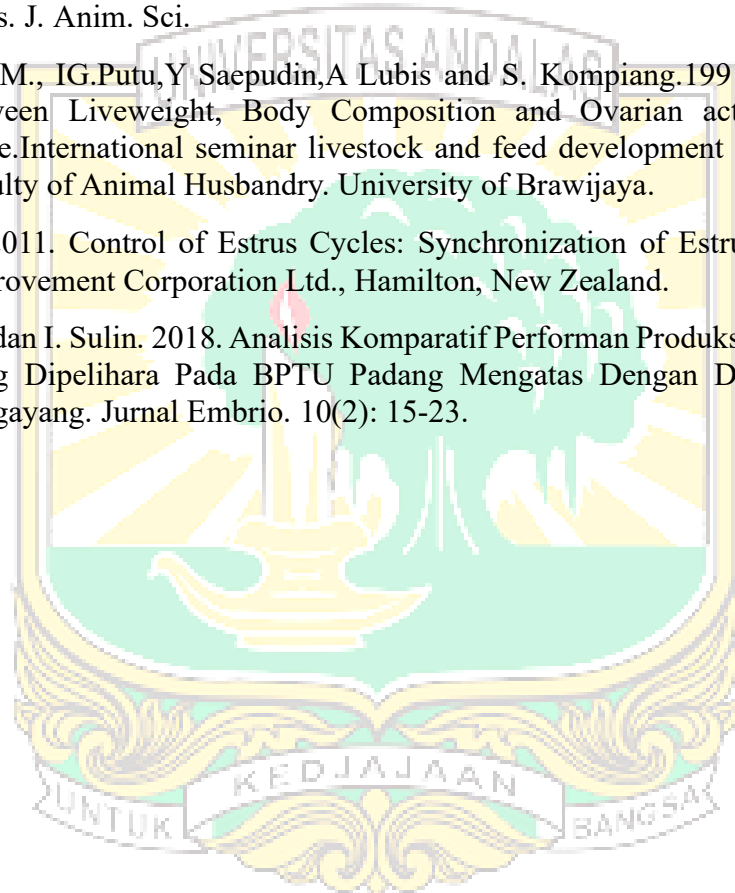 s. J. Anim. Sci.
UNIVERSITAS ANDALAS
M., IG.Putu,Y Saepudin,A Lubis and S. Kompiang.199
een Liveweight, Body Composition and Ovarian act
e.International seminar livestock and feed development
ulty of Animal Husbandry. University of Brawijaya.
011. Control of Estrus Cycles: Synchronization of Estru
rovement Corporation Ltd., Hamilton, New Zealand.
dan I. Sulin. 2018. Analisis Komparatif Performan Produks
g Dipelihara Pada BPTU Padang Mengatas Dengan D
gayang. Jurnal Embrio. 10(2): 15-23.
KEDJAJAAN
UNTUK BANGSA